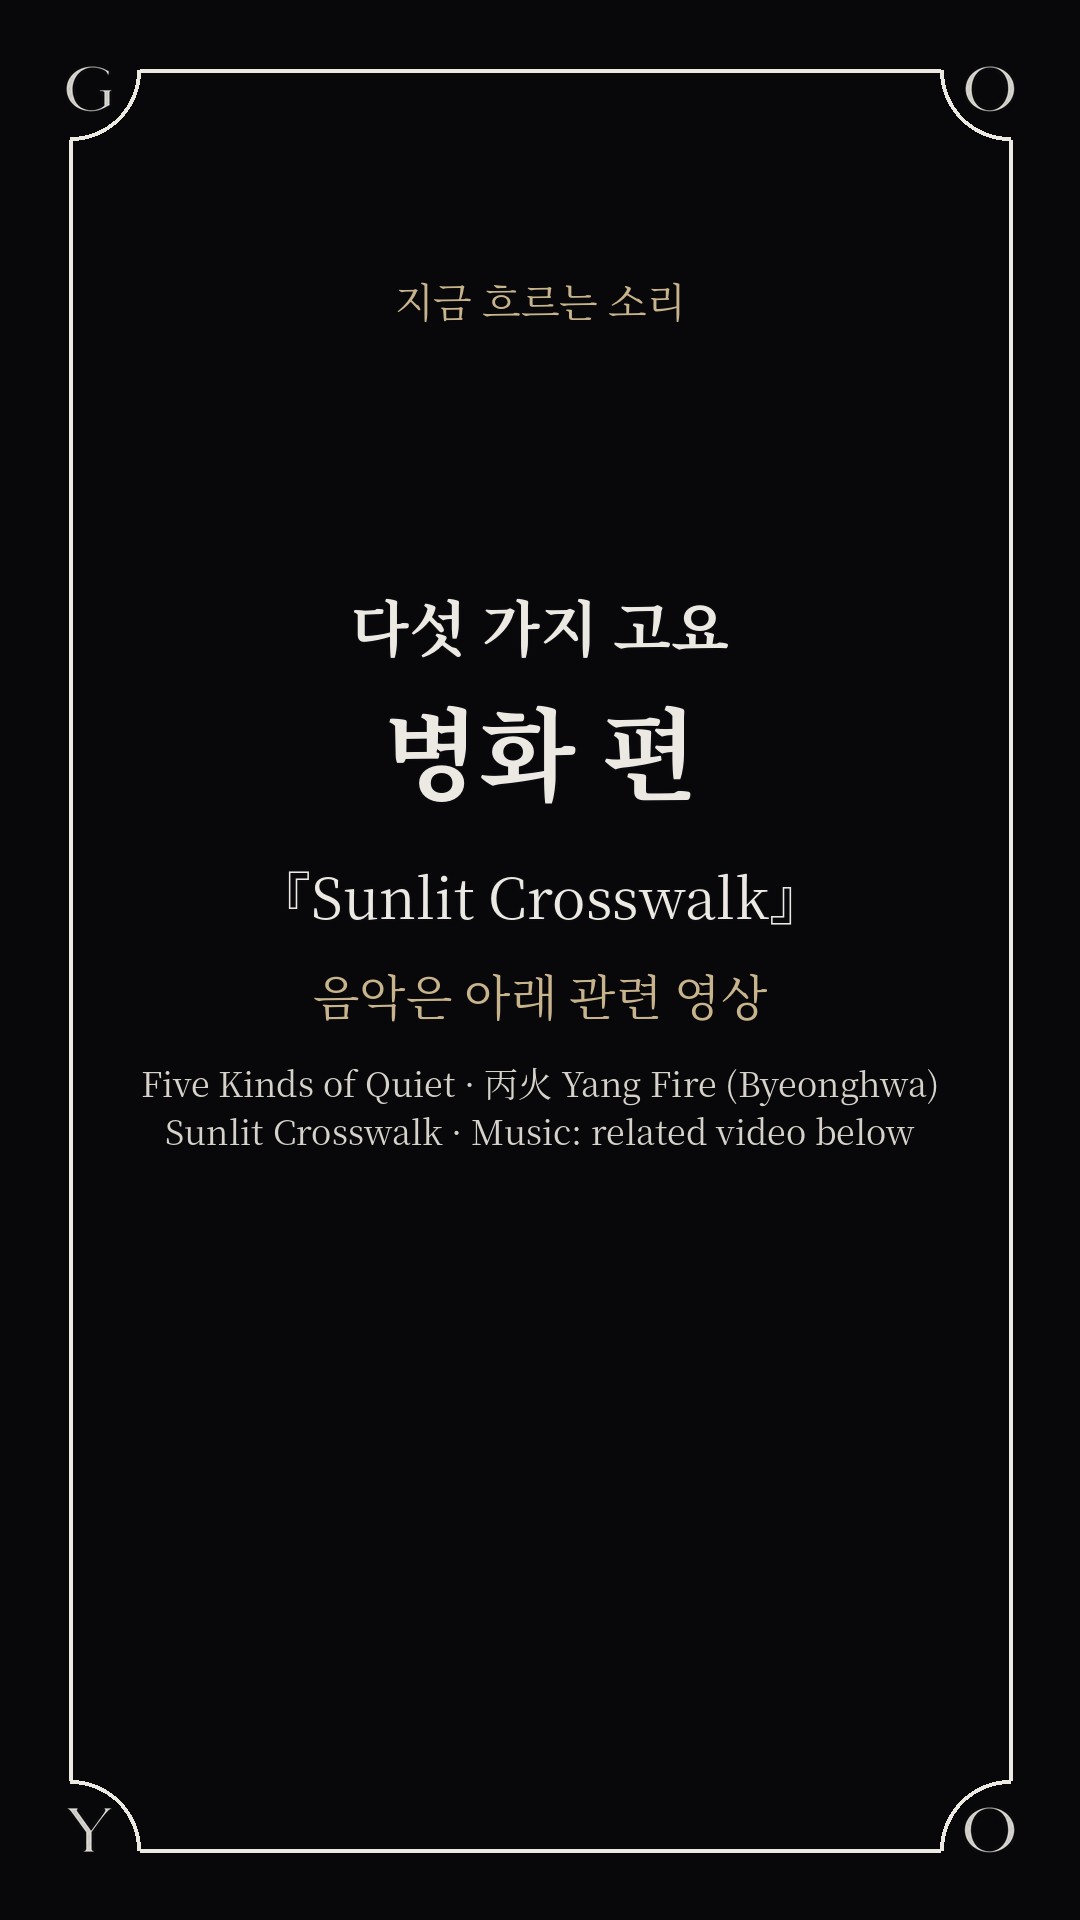 G O
지금 흐르는 소리
다섯 가지 고요
병화 편
『Sunlit Crosswalk』
음악은 아래 관련 영상
Five Kinds of Quiet · 丙火 Yang Fire (Byeonghwa)
Sunlit Crosswalk · Music: related video below
Y O